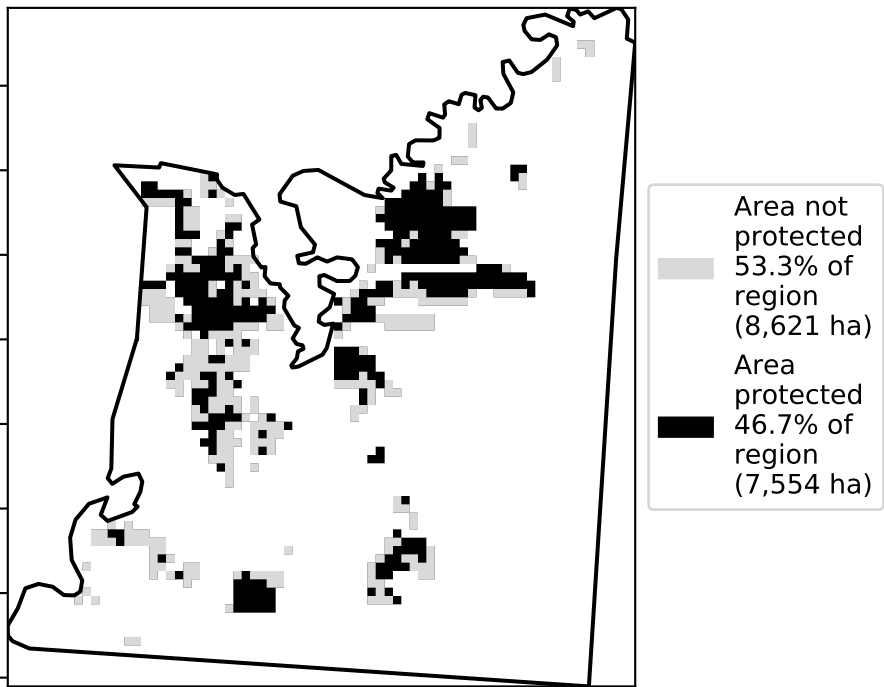 Area not
protected
53.3% of
region
(8,621 ha)
Area
protected
46.7% of
region
(7,554 ha)